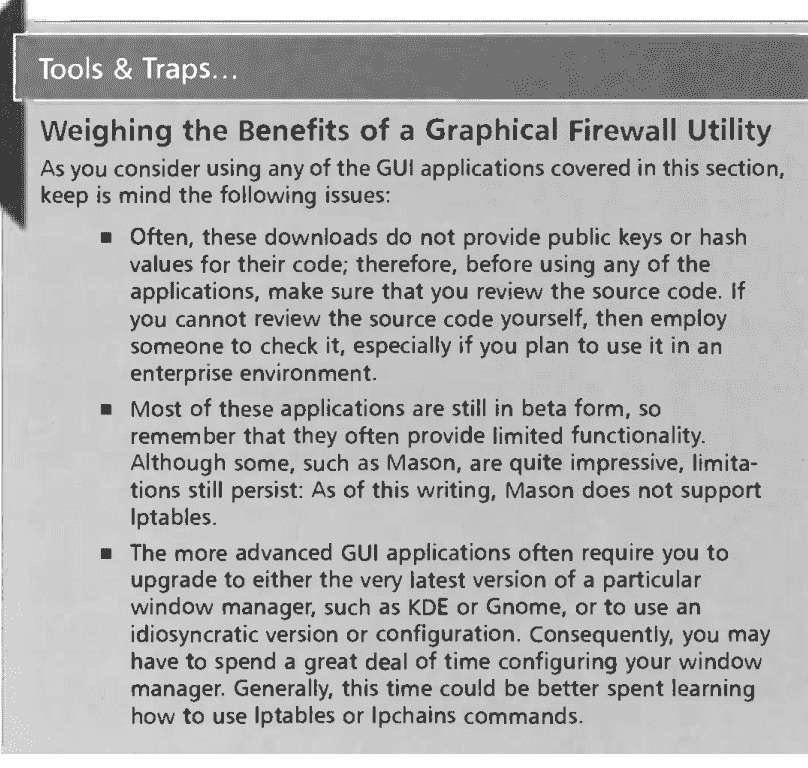 Tools & Traps...
Weighing the Benefits of a Graphical Firewall Utility
As you consider using any of the GUI applications covered in this section,
keep is mind the following issues:
■ Often, these downloads do not provide public keys or hash
values for their code; therefore, before using any of the
applications, make sure that you review the source code. If
you cannot review the source code yourself, then employ
someone to check it, especially if you plan to use it in an
enterprise environment.
■ Most of these applications are still in beta form, so
remember that they often provide limited functionality.
Although some, such as Mason, are quite impressive, limita-
tions still persist: As of this writing, Mason does not support
Iptables.
■ The more advanced GUI applications often require you to
upgrade to either the very latest version of a particular
window manager, such as KDE or Gnome, or to use an
idiosyncratic version or configuration. Consequently, you may
have to spend a great deal of time configuring your window
manager. Generally, this time could be better spent learning
how to use Iptables or Ipchains commands.